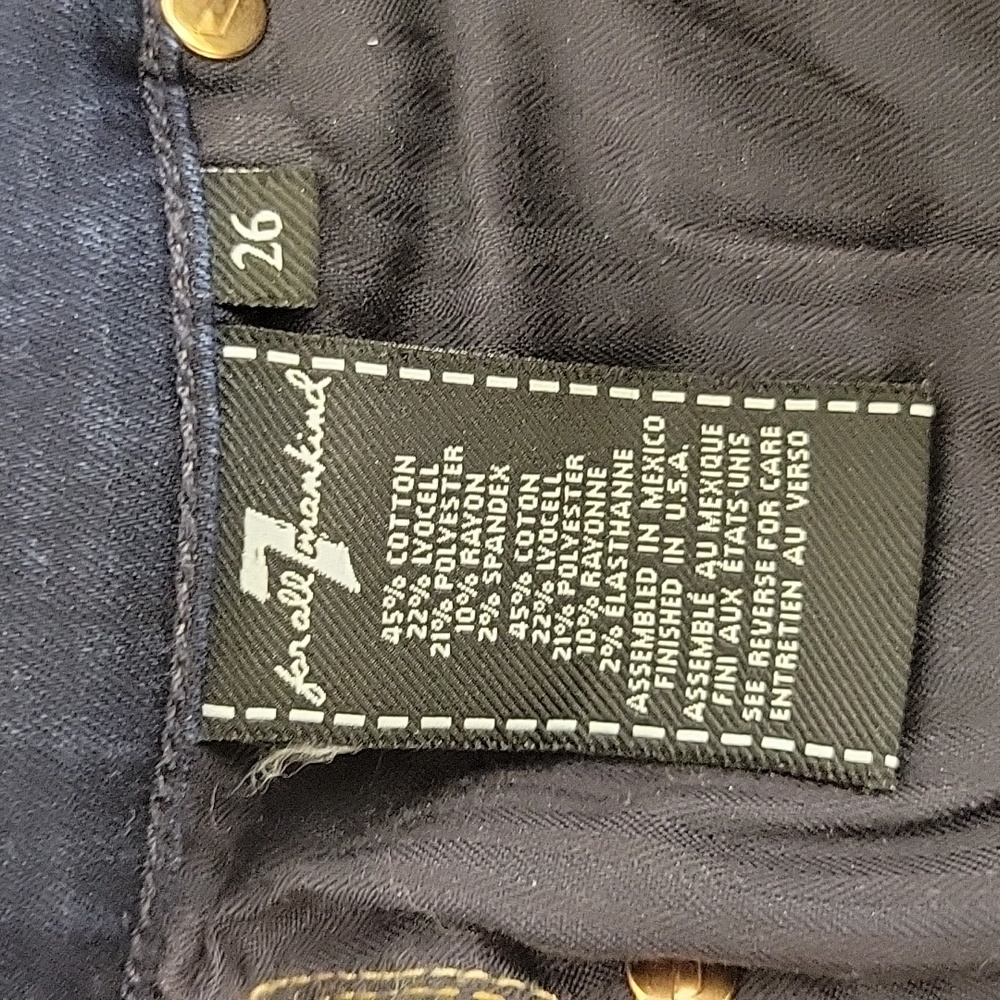 26
7
for all mankind
45% COTTON
22% LYOCELL
21% POLYESTER
10% RAYON
2% SPANDEX
45% COTON
22% LYOCELL
21% POLYESTER
10% RAYONNE
2% ÉLASTHANNE
ASSEMBLED IN MEXICO
FINISHED IN U.S.A.
ASSEMBLÉ AU MEXIQUE
FINI AUX ÉTATS-UNIS
SEE REVERSE FOR CARE
ENTRETIEN AU VERSO